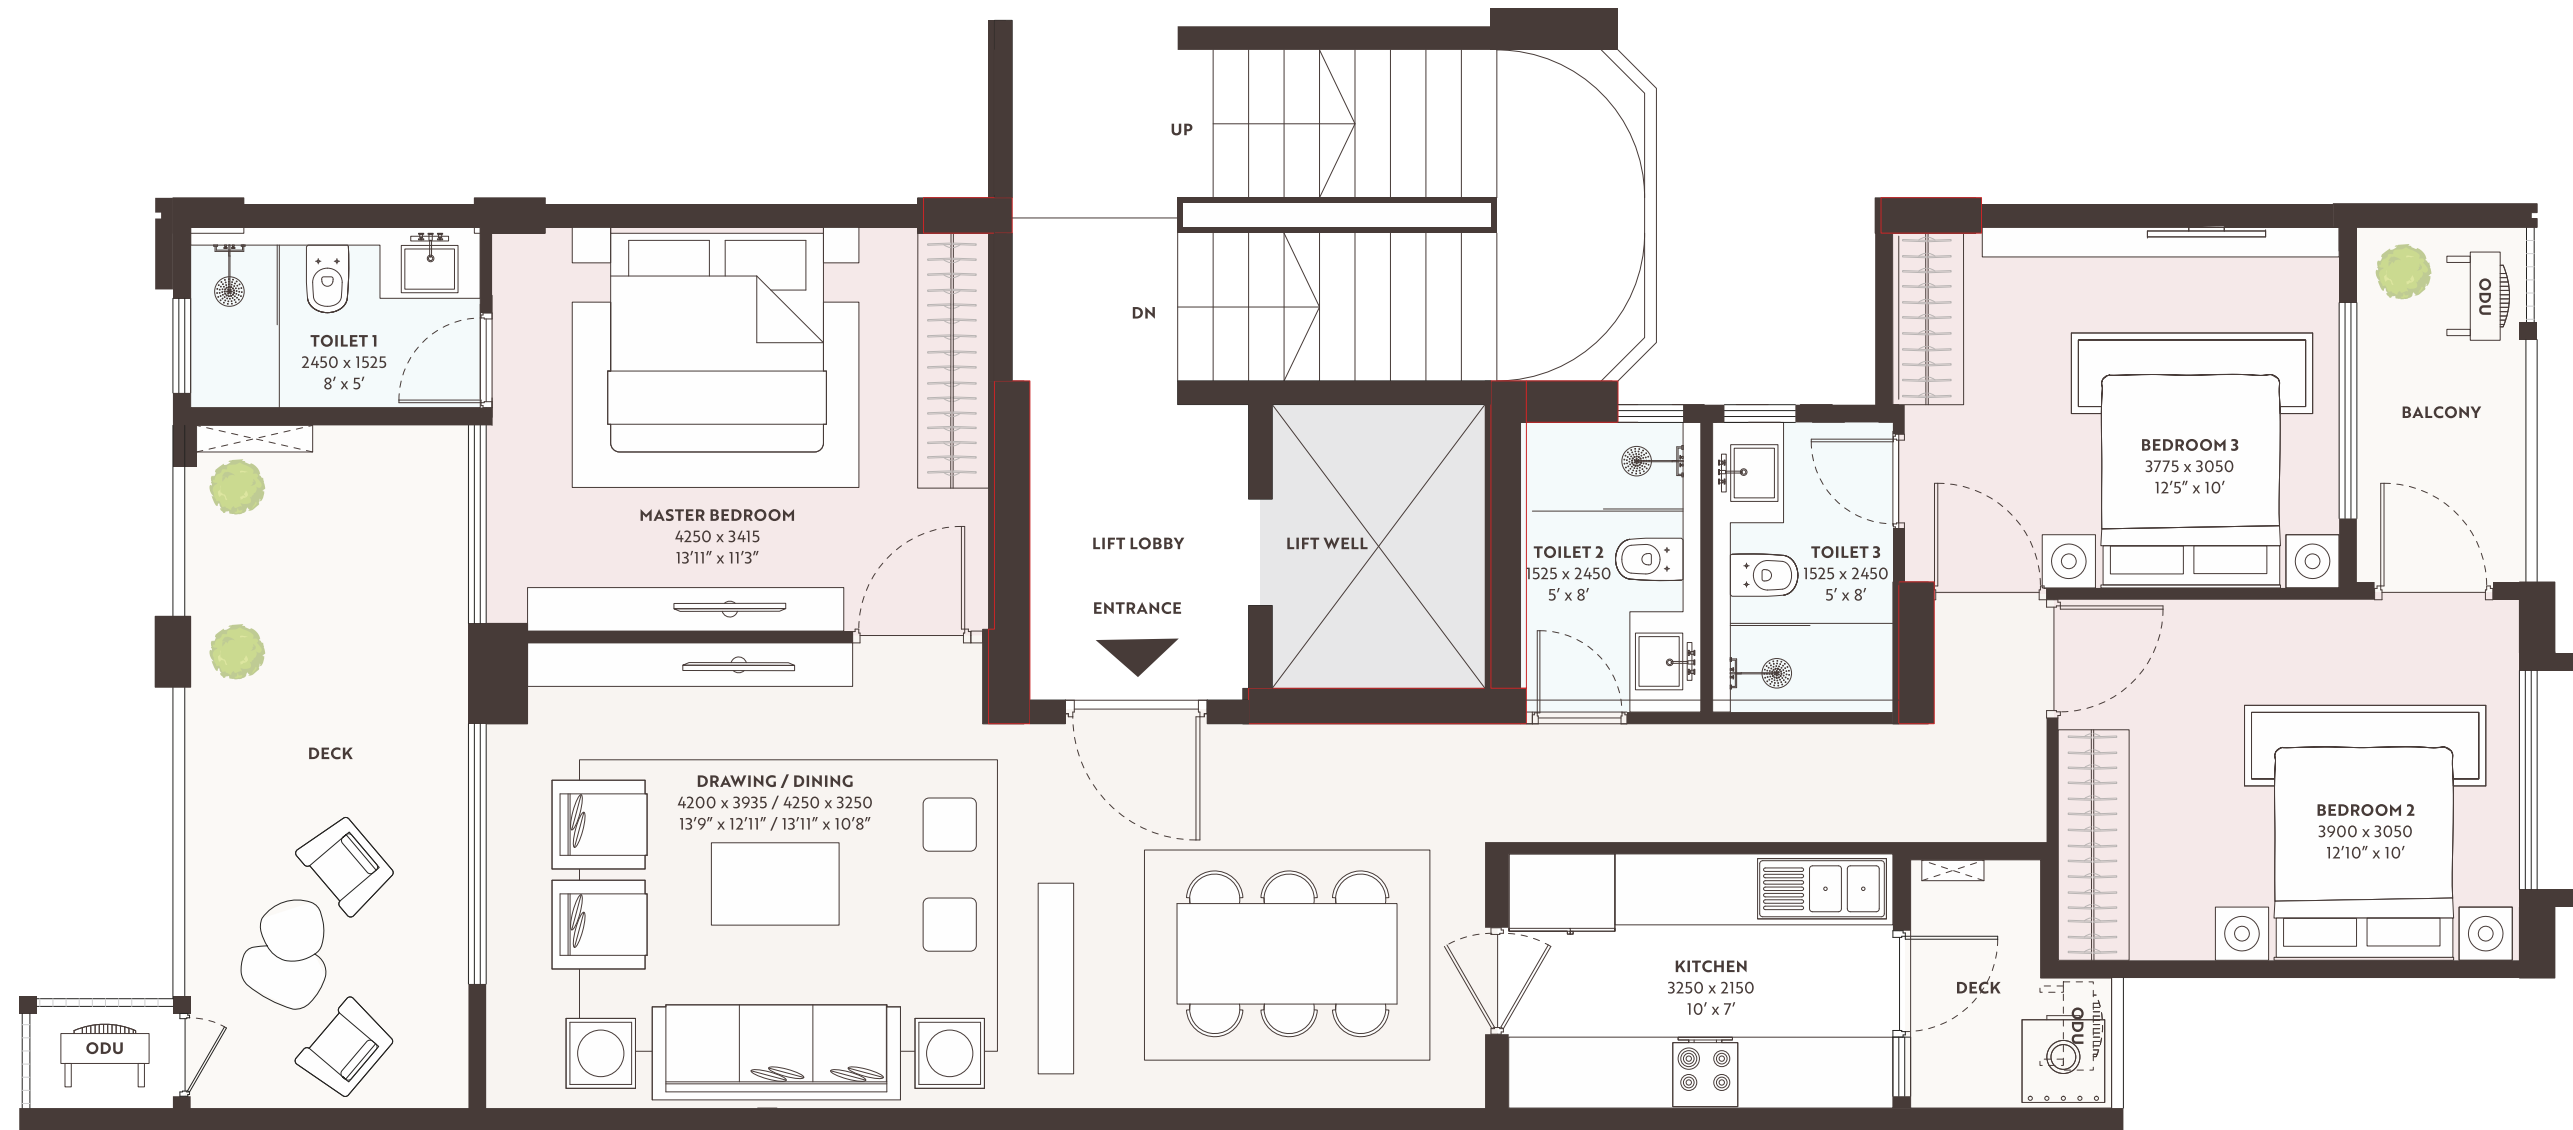 UP
DN
TOILET 1
2450 x 1525
8’ x 5’
MASTER BEDROOM
4250 x 3415
13’11” x 11’3”
LIFT LOBBY
ENTRANCE
LIFT WELL
TOILET 2
1525 x 2450
5’ x 8’
TOILET 3
1525 x 2450
5’ x 8’
BEDROOM 3
3775 x 3050
12’5” x 10’
ODU
BALCONY
DECK
DRAWING / DINING
4200 x 3935 / 4250 x 3250
13’9” x 12’11” / 13’11” x 10’8”
BEDROOM 2
3900 x 3050
12’10” x 10’
KITCHEN
3250 x 2150
10’ x 7’
DECK
ODU
ODU